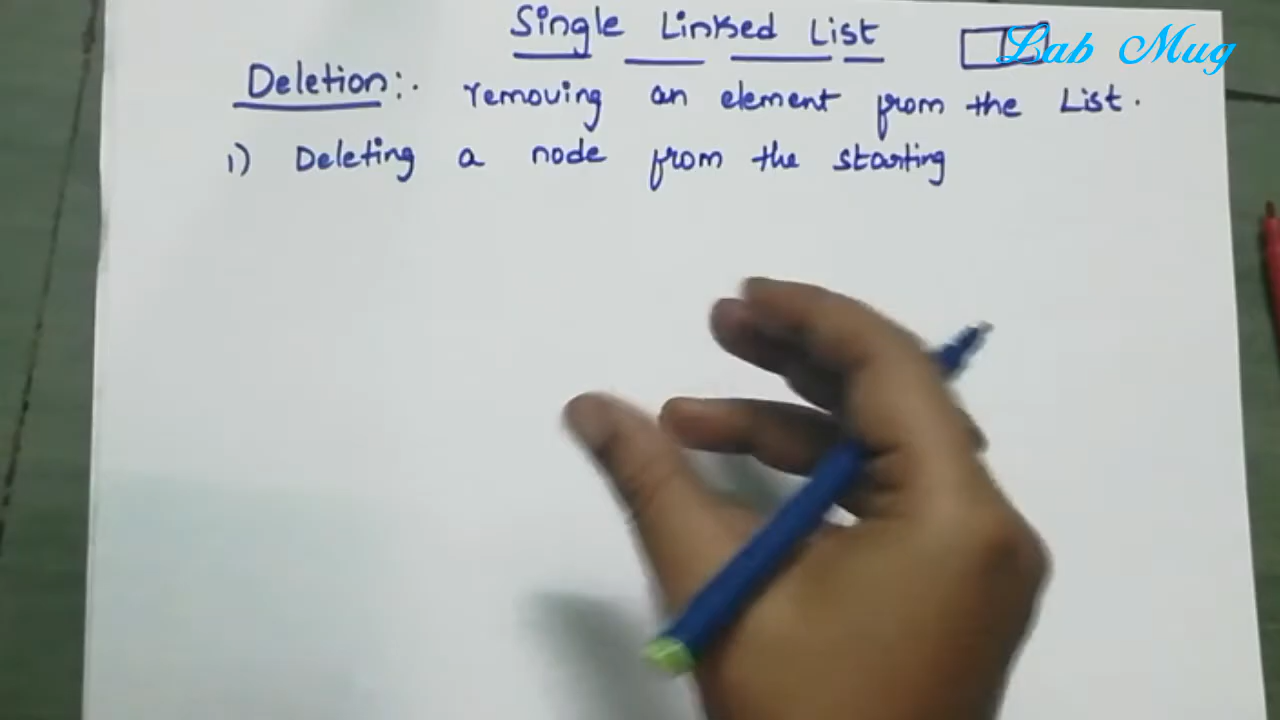 Single Linked List
Lab Mug
Deletion:. removing an element from the List.
1) Deleting a node from the starting